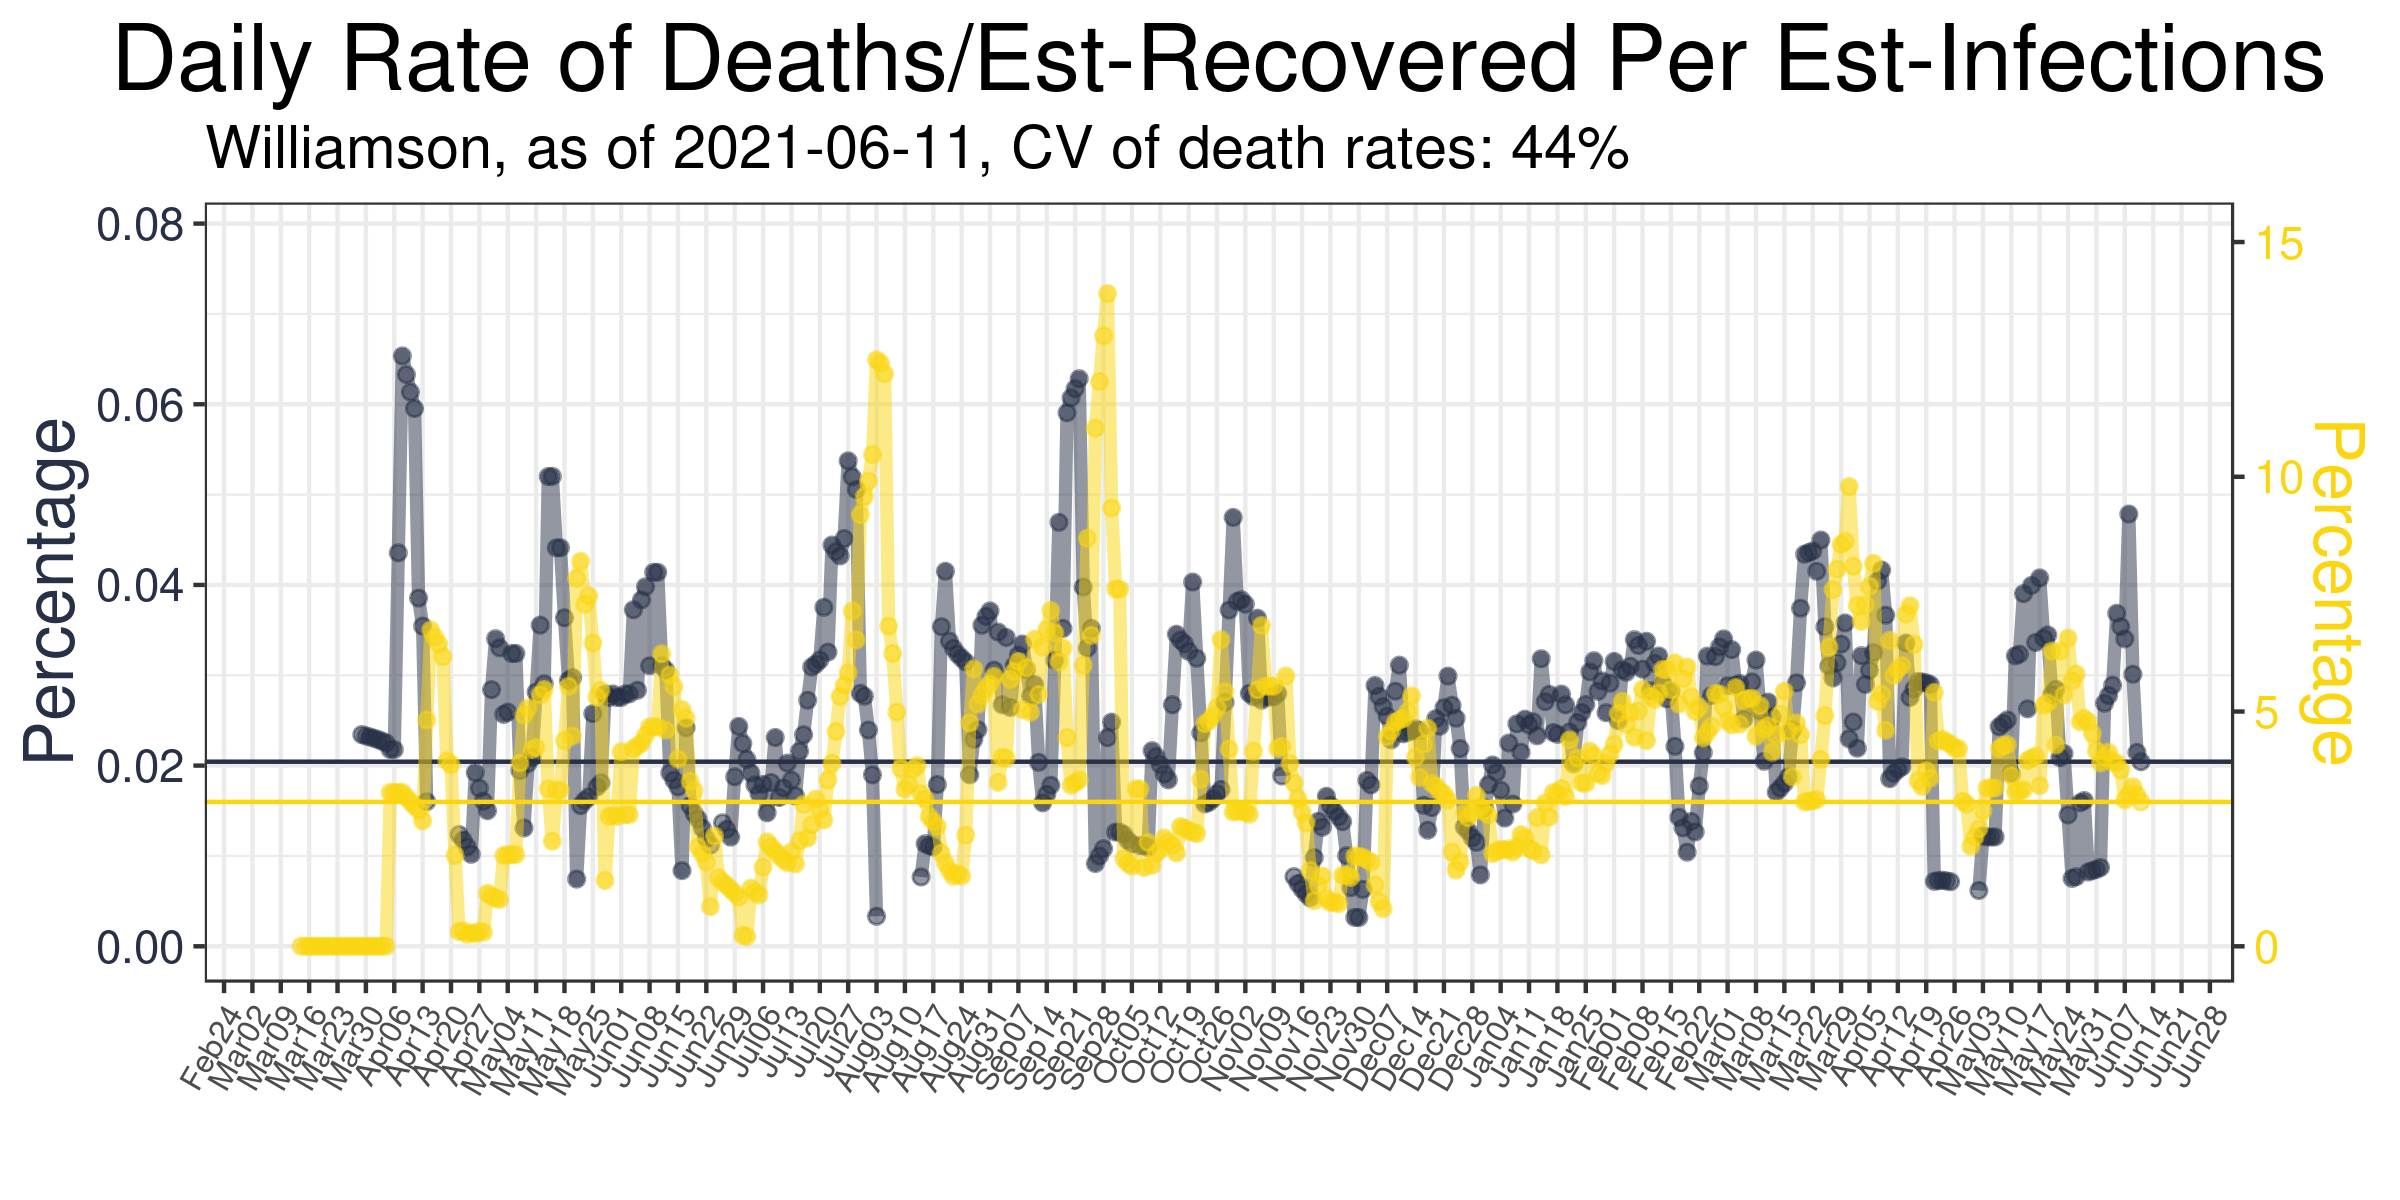 Daily Rate of Deaths/Est-Recovered Per Est-Infections
Williamson, as of 2021-06-11, CV of death rates: 44%
Percentage
0.08
0.06
0.04
0.02
0.00
15
10
5
0
Percentage
Feb24 Mar02 Mar09 Mar16 Mar23 Mar30 Apr06 Apr13 Apr20 Apr27 May04 May11 May18 May25 Jun01 Jun08 Jun15 Jun22 Jun29 Jul06 Jul13 Jul20 Jul27 Aug03 Aug10 Aug17 Aug24 Aug31 Sep07 Sep14 Sep21 Sep28 Oct05 Oct12 Oct19 Oct26 Nov02 Nov09 Nov16 Nov23 Nov30 Dec07 Dec14 Dec21 Dec28 Jan04 Jan11 Jan18 Jan25 Feb01 Feb08 Feb15 Feb22 Mar01 Mar08 Mar15 Mar22 Mar29 Apr05 Apr12 Apr19 Apr26 May03 May10 May17 May24 May31 Jun07 Jun14 Jun21 Jun28